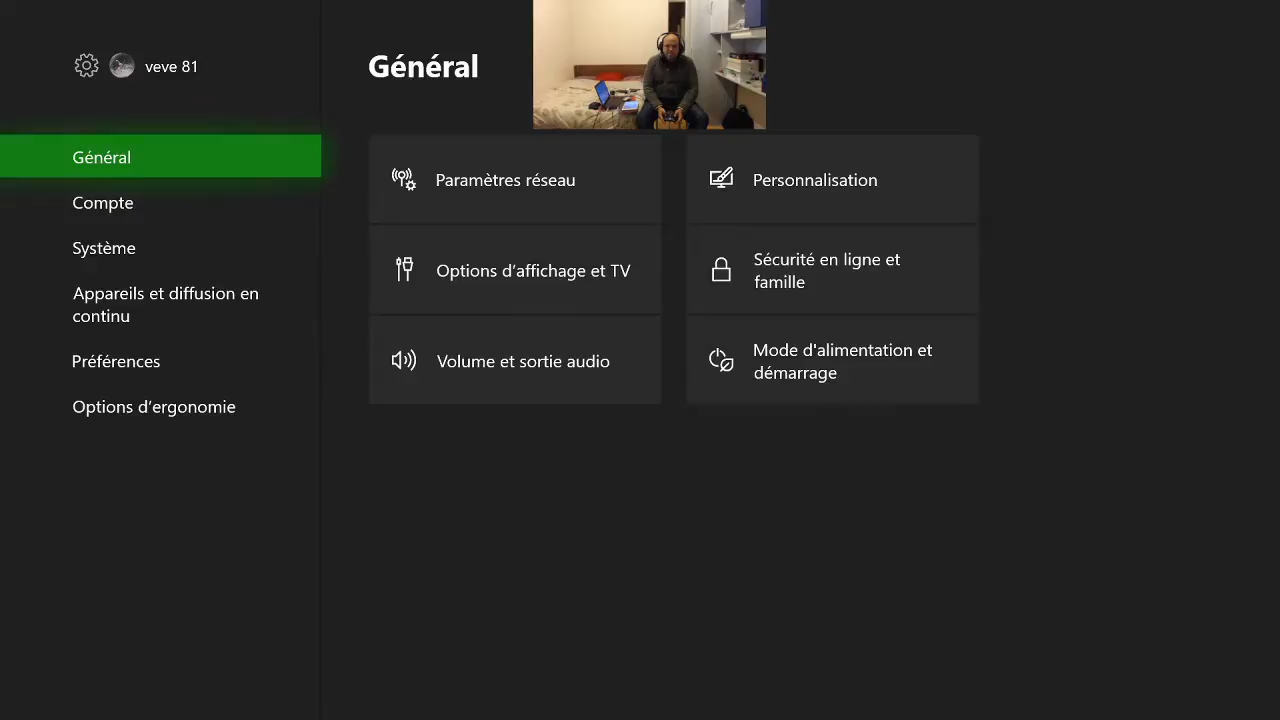 veve 81
Général
Compte
Système
Appareils et diffusion en
continu
Préférences
Options d’ergonomie
Général
Paramètres réseau
Personnalisation
Options d’affichage et TV
Sécurité en ligne et
famille
Volume et sortie audio
Mode d'alimentation et
démarrage